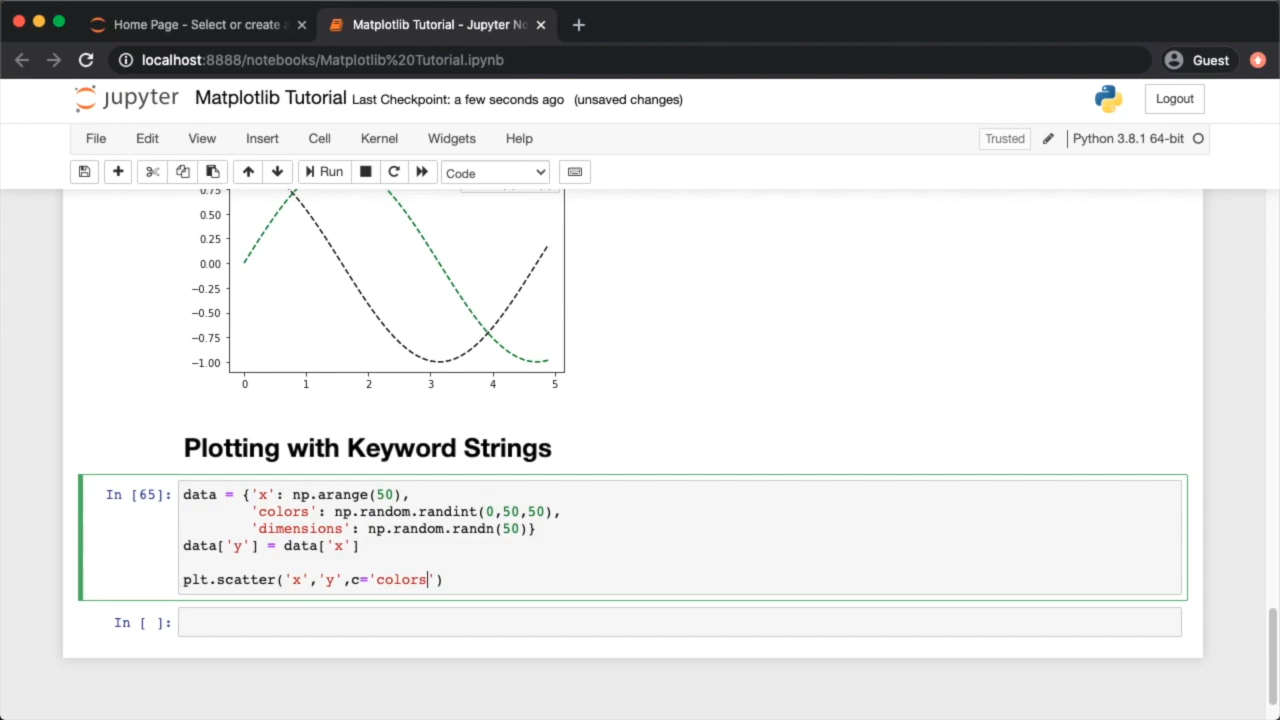 Home Page - Select or create a
Matplotlib Tutorial - Jupyter No
localhost:8888/notebooks/Matplotlib%20Tutorial.ipynb
Guest
jupyter Matplotlib Tutorial Last Checkpoint: a few seconds ago (unsaved changes)
Logout
File Edit View Insert Cell Kernel Widgets Help
Trusted
Python 3.8.1 64-bit
Run
Code
0.75
0.50
0.25
0.00
−0.25
−0.50
−0.75
−1.00
0 1 2 3 4 5
Plotting with Keyword Strings
In [65]: data = {'x': np.arange(50),
'colors': np.random.randint(0,50,50),
'dimensions': np.random.randn(50)}
data['y'] = data['x']
plt.scatter('x','y',c='colors')
In [ ]: